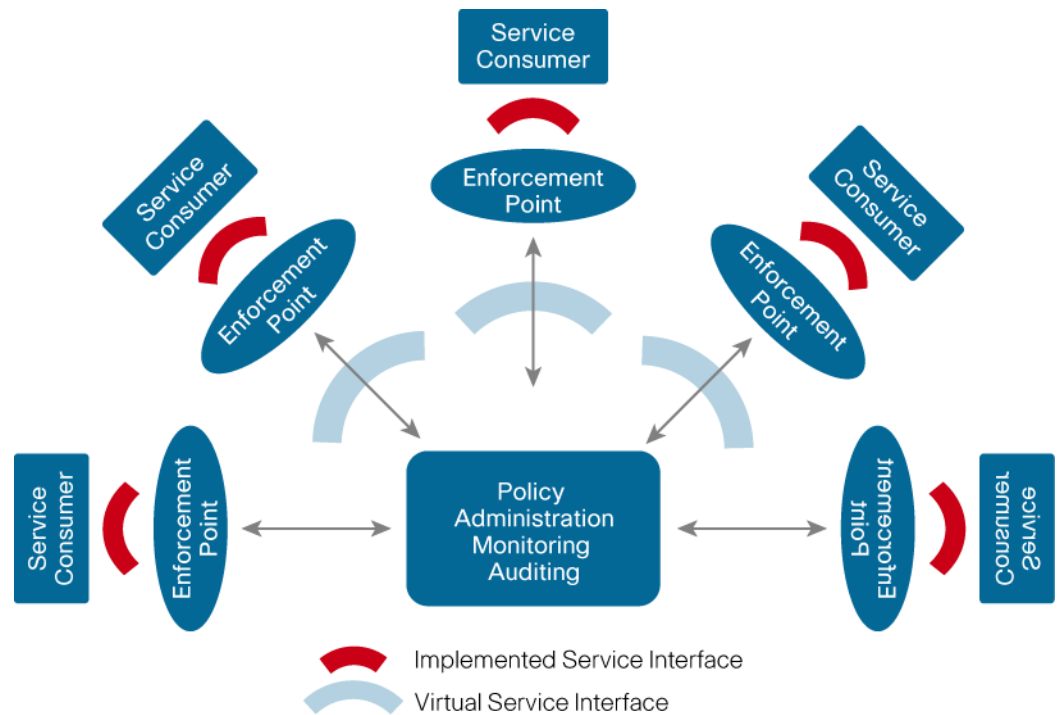 Service
Consumer
Enforcement
Point
Service
Consumer
Enforcement
Point
Service
Consumer
Enforcement
Point
Service
Consumer
Enforcement
Point
Policy
Administration
Monitoring
Auditing
Enforcement
Point
Service
Consumer
Implemented Service Interface
Virtual Service Interface